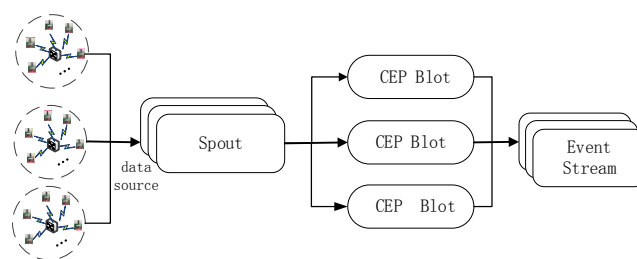 data
source
Spout
CEP Blot
CEP Blot
CEP Blot
Event
Stream